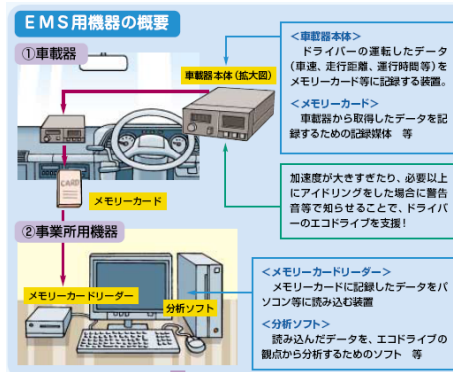 EMS用機器の概要
①車載器
車載器本体(拡大図)
<車載器本体>
ドライバーの運転したデータ
(車速、走行距離、運行時間等)を
メモリーカード等に記録する装置。
<メモリーカード>
車載器から取得したデータを記
録するための記録媒体 等
加速度が大きすぎたり、必要以上
にアイドリングをした場合に警告
音等で知らせることで、ドライバ
ーのエコドライブを支援!
CARD
メモリーカード
②事業所用機器
メモリーカードリーダー
分析ソフト
<メモリーカードリーダー>
メモリーカードに記録したデータをパ
ソコン等に読み込む装置
<分析ソフト>
読み込んだデータを、エコドライブの
観点から分析するためのソフト 等